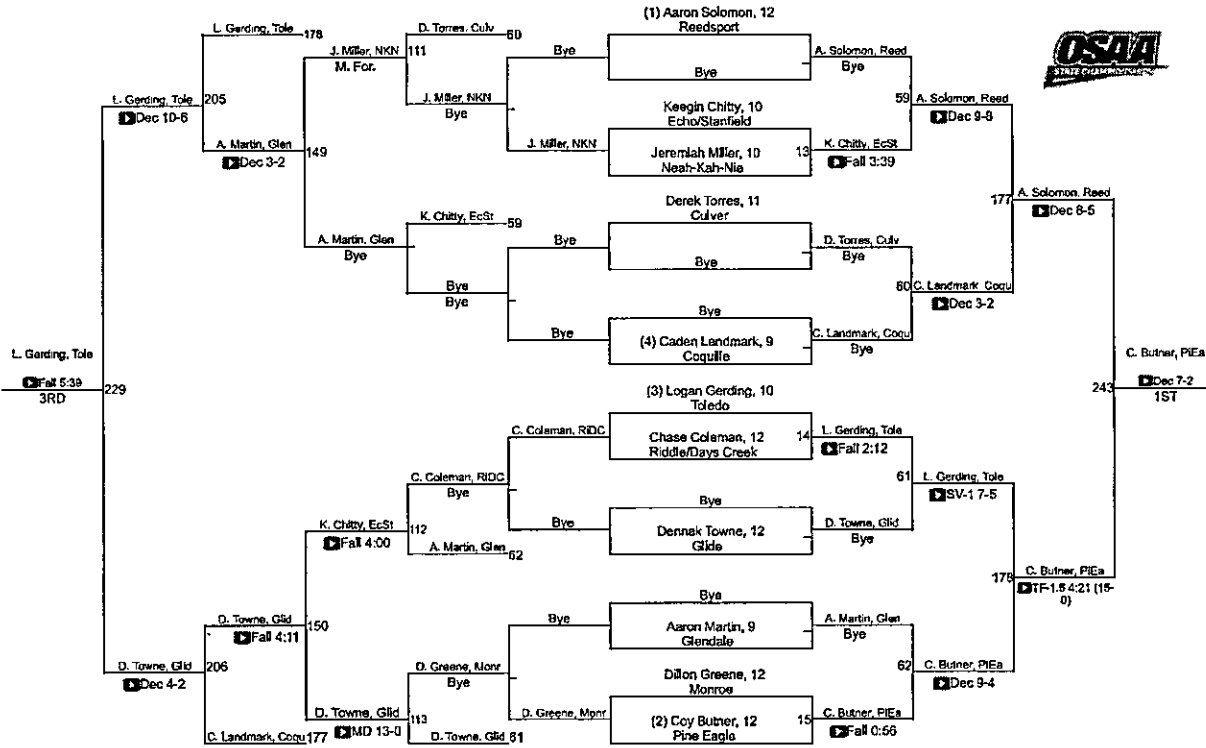 OSAA
STATE CHAMPIONSHIPS
L. Gerding, Tole
Fall 5:39
3RD
229
L. Gerding, Tole
Dec 10-6
205
D. Towne, Glid
Dec 4-2
206
L. Gerding, Tole 178
A. Martin, Glen
Dec 3-2
149
D. Towne, Glid
Fall 4:11
150
C. Landmark, Coqu 177
J. Miller, NKN
M. For.
111
A. Martin, Glen
Bye
K. Chitty, EcSt
Fall 4:00
112
D. Towne, Glid
MD 13-0
113
D. Torres, Culv 60
J. Miller, NKN
Bye
K. Chitty, EcSt 59
Bye
Bye
C. Coleman, RiDC
Bye
A. Martin, Glen 62
D. Greene, Monr
Bye
D. Towne, Glid 61
Bye
J. Miller, NKN
Bye
Bye
C. Coleman, RiDC
Bye
Bye
D. Greene, Monr
(1) Aaron Solomon, 12
Reedsport
Bye
Keegin Chitty, 10
Echo/Stanfield
Jeremiah Miller, 10
Neah-Kah-Nie
13
Derek Torres, 11
Culver
Bye
Bye
(4) Caden Landmark, 9
Coquille
(3) Logan Gerding, 10
Toledo
Chase Coleman, 12
Riddle/Days Creek
14
Bye
Dennak Towne, 12
Glide
Bye
Aaron Martin, 9
Glendale
Dillon Greene, 12
Monroe
(2) Coy Butner, 12
Pine Eagle
15
A. Solomon, Reed
Bye
K. Chitty, EcSt
Fall 3:39
59
D. Torres, Culv
Bye
C. Landmark, Coqu
Bye
60
L. Gerding, Tole
Fall 2:12
D. Towne, Glid
Bye
61
A. Martin, Glen
Bye
C. Butner, PiEa
Fall 0:56
62
A. Solomon, Reed
Dec 9-8
C. Landmark, Coqu
Dec 3-2
177
L. Gerding, Tole
SV-1 7-5
C. Butner, PiEa
Dec 9-4
178
A. Solomon, Reed
Dec 8-5
C. Butner, PiEa
TF-1.5 4:21 (15-
0)
243
C. Butner, PiEa
Dec 7-2
1ST